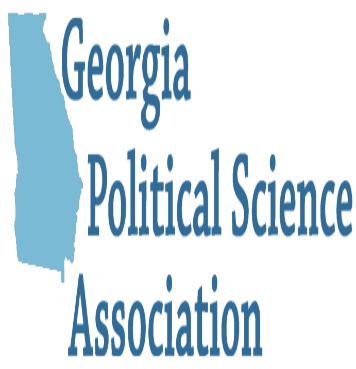 Georgia
Political Science
Association